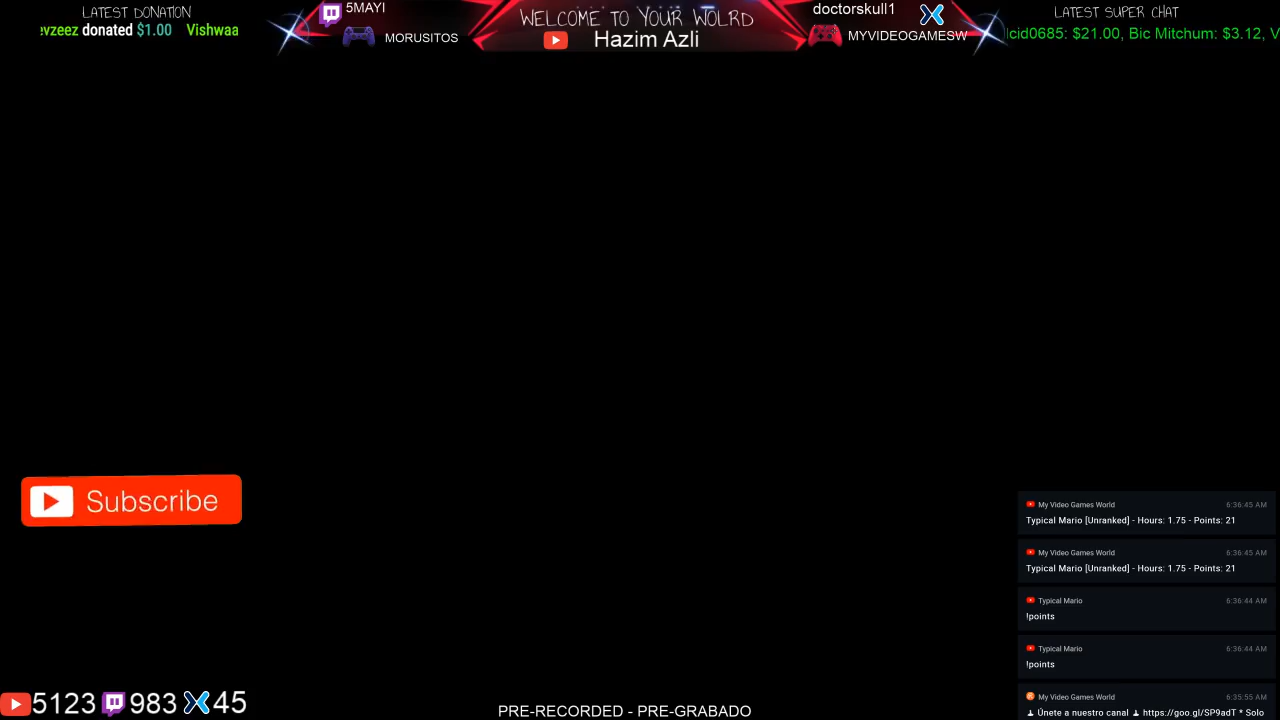 LATEST DONATION
vzeez donated $1.00 Vishwaa
5MAYI
MORUSITOS
WELCOME TO YOUR WOLRD
Hazim Azli
doctorskull1
MYVIDEOGAMESW
LATEST SUPER CHAT
lcid0685: $21.00, Bic Mitchum: $3.12, V
Subscribe
My Video Games World 6:36:45 AM
Typical Mario [Unranked] - Hours: 1.75 - Points: 21
My Video Games World 6:36:45 AM
Typical Mario [Unranked] - Hours: 1.75 - Points: 21
Typical Mario 6:36:44 AM
!points
Typical Mario 6:36:44 AM
!points
My Video Games World 6:35:55 AM
Únete a nuestro canal https://goo.gl/SP9adT * Solo
5123 983 45
PRE-RECORDED - PRE-GRABADO